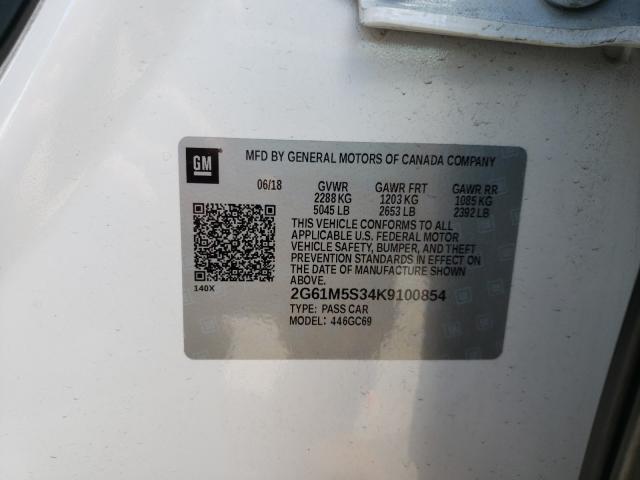 GM
MFD BY GENERAL MOTORS OF CANADA COMPANY
06/18 GVWR GAWR FRT GAWR RR
2288 KG 1203 KG 1085 KG
5045 LB 2653 LB 2392 LB
THIS VEHICLE CONFORMS TO ALL
APPLICABLE U.S. FEDERAL MOTOR
VEHICLE SAFETY, BUMPER, AND THEFT
PREVENTION STANDARDS IN EFFECT ON
THE DATE OF MANUFACTURE SHOWN
ABOVE.
140X
2G61M5S34K9100854
TYPE: PASS CAR
MODEL: 446GC69